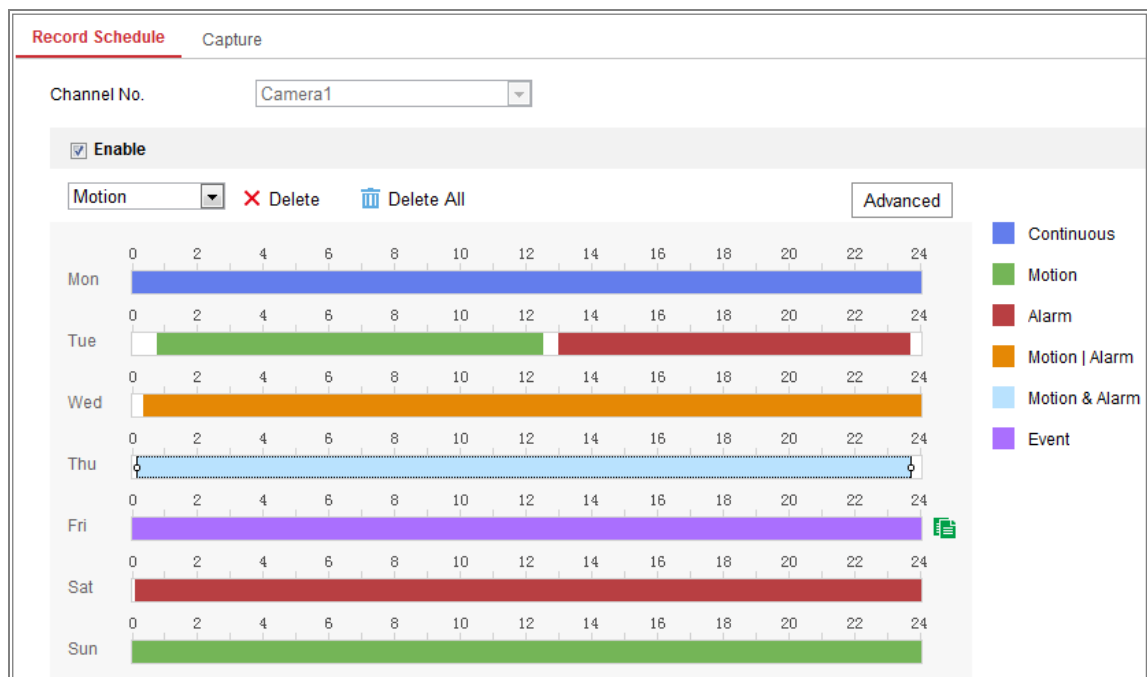 Record Schedule Capture
Channel No. Camera1
Enable
Motion Delete Delete All Advanced
Continuous
0 2 4 6 8 10 12 14 16 18 20 22 24
Mon
Motion
0 2 4 6 8 10 12 14 16 18 20 22 24
Alarm
Tue
Motion | Alarm
0 2 4 6 8 10 12 14 16 18 20 22 24
Wed
Motion & Alarm
0 2 4 6 8 10 12 14 16 18 20 22 24
Event
Thu
0 2 4 6 8 10 12 14 16 18 20 22 24
Fri
0 2 4 6 8 10 12 14 16 18 20 22 24
Sat
0 2 4 6 8 10 12 14 16 18 20 22 24
Sun